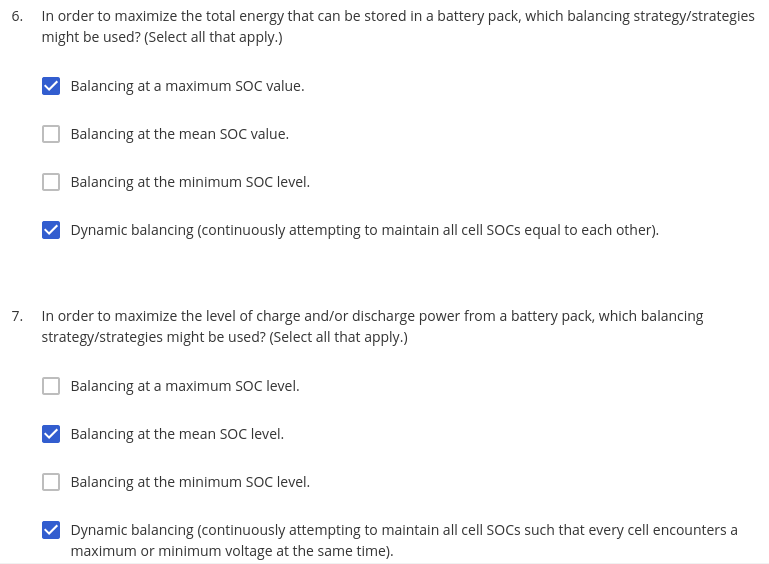 6. In order to maximize the total energy that can be stored in a battery pack, which balancing strategy/strategies
might be used? (Select all that apply.)
Balancing at a maximum SOC value.
Balancing at the mean SOC value.
Balancing at the minimum SOC level.
Dynamic balancing (continuously attempting to maintain all cell SOCs equal to each other).
7. In order to maximize the level of charge and/or discharge power from a battery pack, which balancing
strategy/strategies might be used? (Select all that apply.)
Balancing at a maximum SOC level.
Balancing at the mean SOC level.
Balancing at the minimum SOC level.
Dynamic balancing (continuously attempting to maintain all cell SOCs such that every cell encounters a
maximum or minimum voltage at the same time).